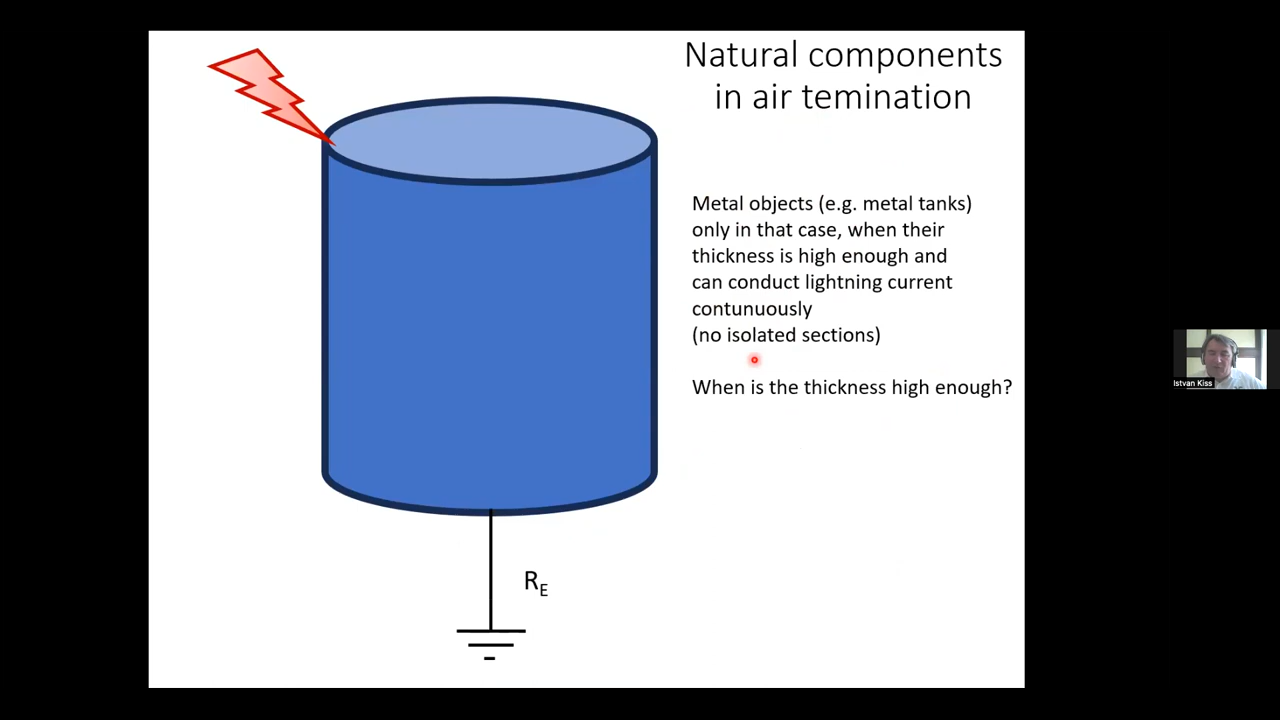 Natural components
in air temination
Metal objects (e.g. metal tanks)
only in that case, when their
thickness is high enough and
can conduct lightning current
contunuously
(no isolated sections)
When is the thickness high enough?
RE
Istvan Kiss